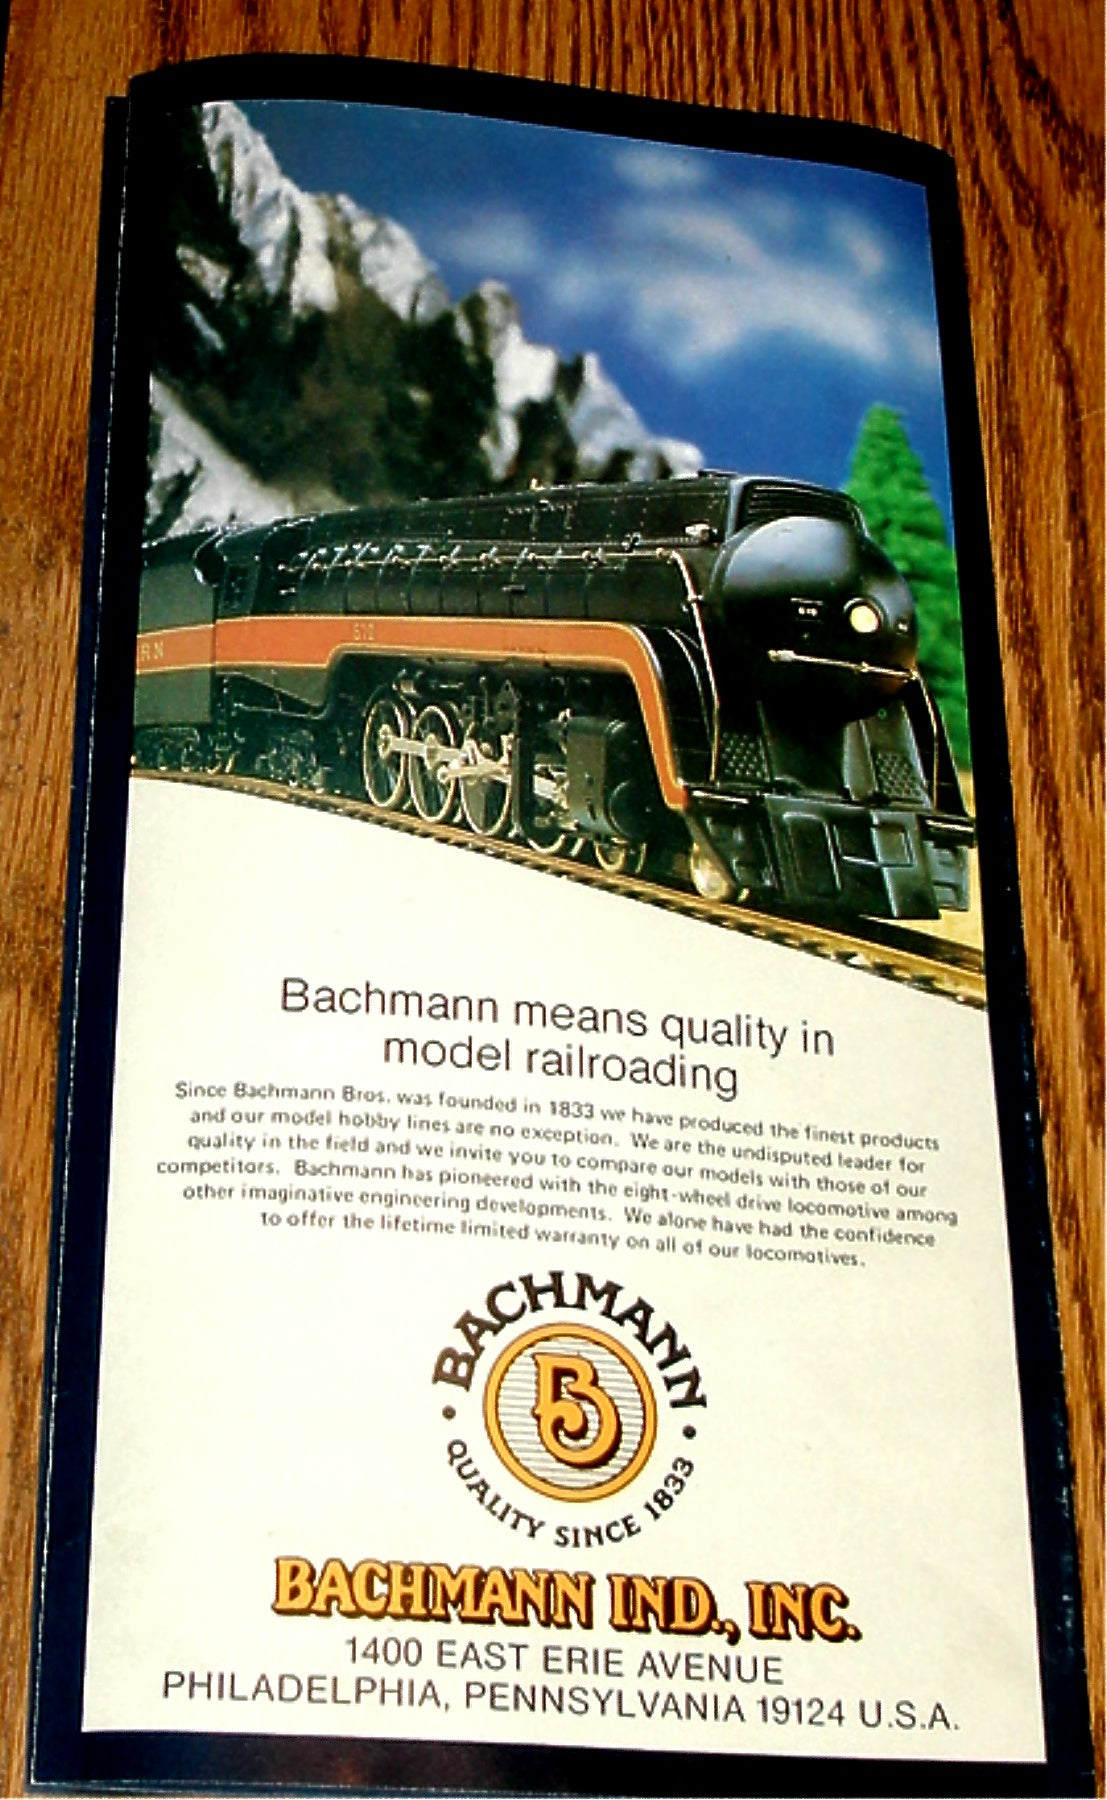 RN
612
Bachmann means quality in
model railroading
Since Bachmann Bros. was founded in 1833 we have produced the finest products
and our model hobby lines are no exception. We are the undisputed leader for
quality in the field and we invite you to compare our models with those of our
competitors. Bachmann has pioneered with the eight-wheel drive locomotive among
other imaginative engineering developments. We alone have had the confidence
to offer the lifetime limited warranty on all of our locomotives.
• BACHMANN •
B
QUALITY SINCE 1833
BACHMANN IND., INC.
1400 EAST ERIE AVENUE
PHILADELPHIA, PENNSYLVANIA 19124 U.S.A.